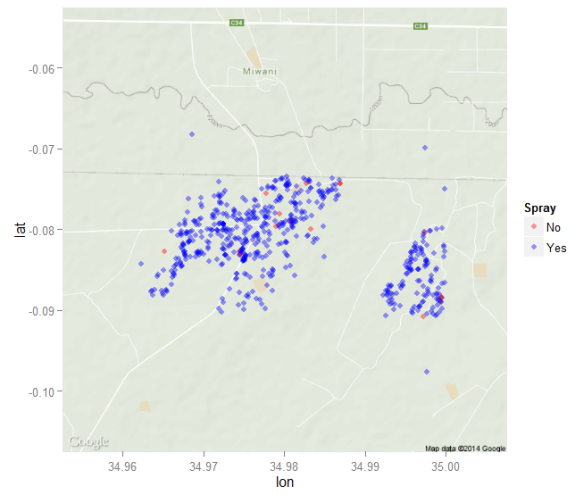 C34
C34
Miwani
-0.06
-0.07
-0.08
-0.09
-0.10
lat
34.96
34.97
34.98
34.99
35.00
lon
Spray
No
Yes
Google
Map data ©2014 Google